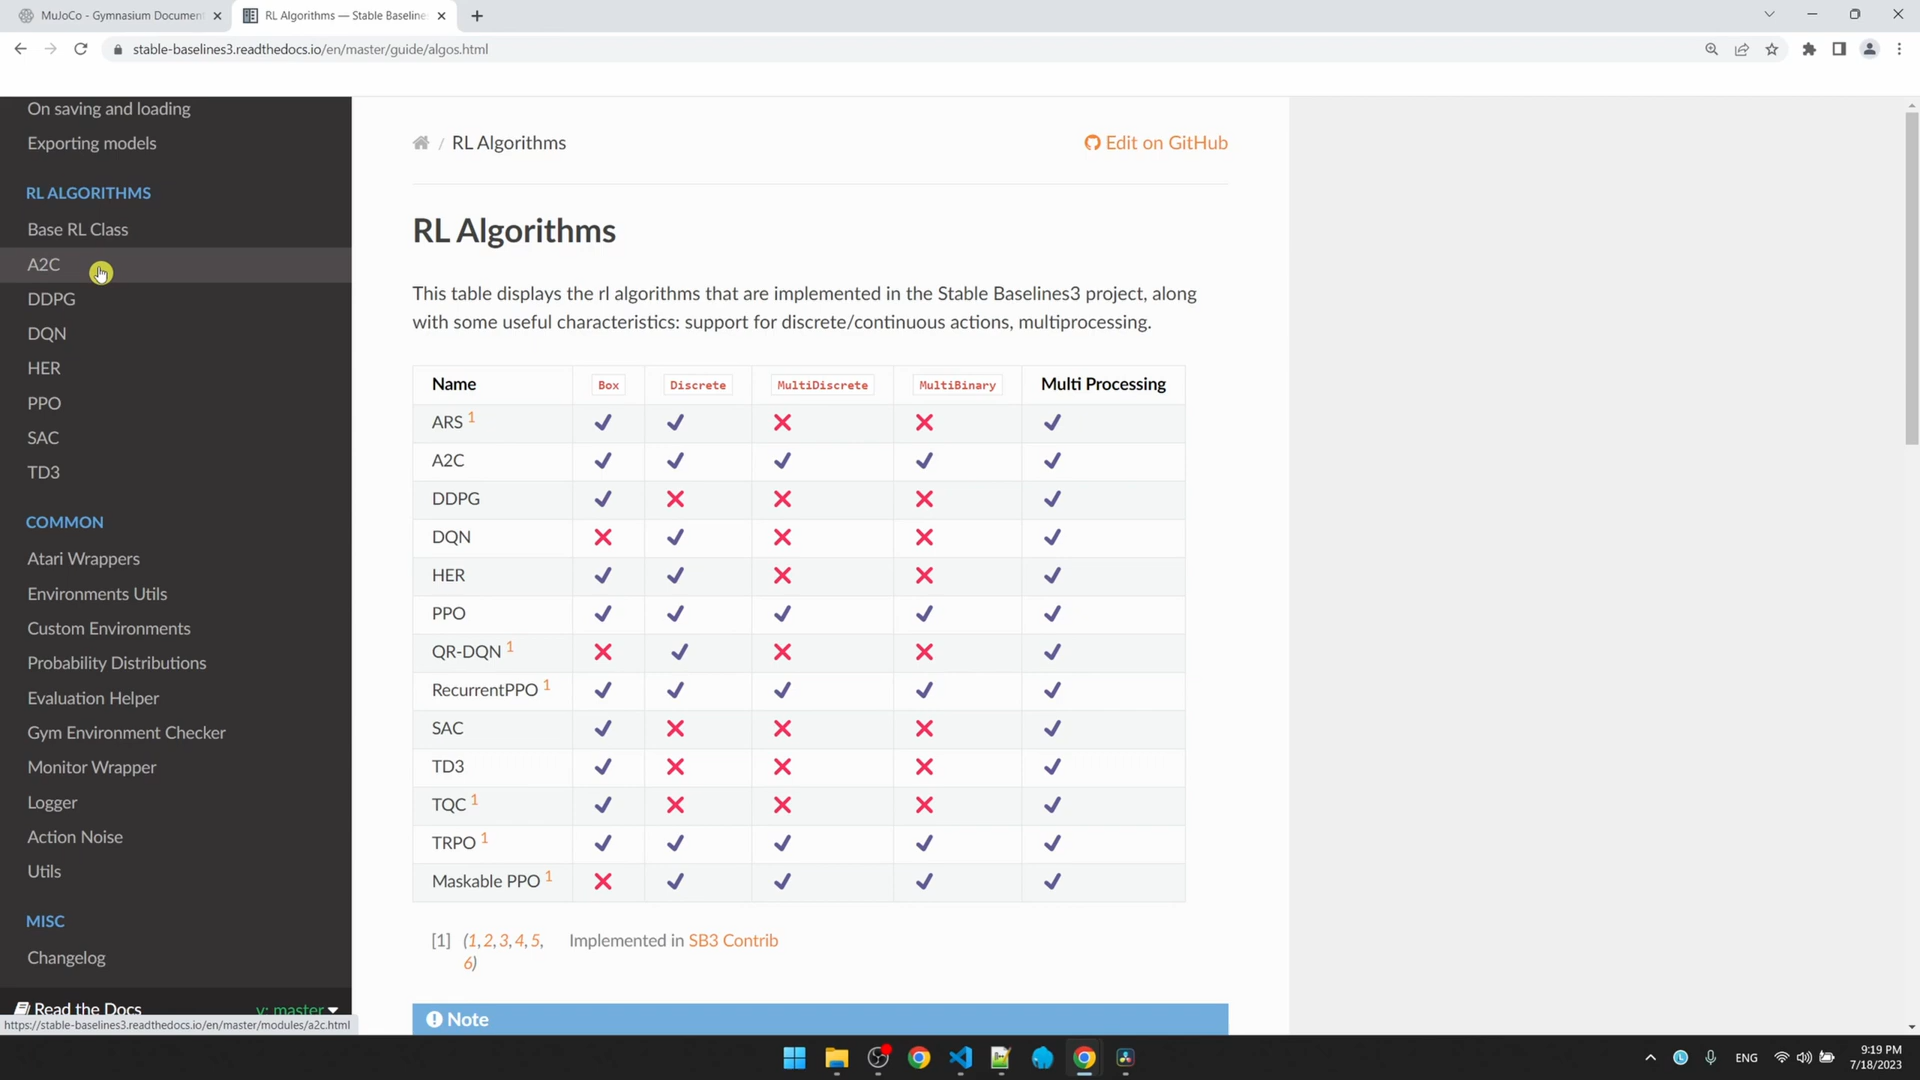 MuJoCo - Gymnasium Document
RL Algorithms — Stable Baseline
stable-baselines3.readthedocs.io/en/master/guide/algos.html
On saving and loading
Exporting models
RL ALGORITHMS
Base RL Class
A2C
DDPG
DQN
HER
PPO
SAC
TD3
COMMON
Atari Wrappers
Environments Utils
Custom Environments
Probability Distributions
Evaluation Helper
Gym Environment Checker
Monitor Wrapper
Logger
Action Noise
Utils
MISC
Changelog
Read the Docs v: master
https://stable-baselines3.readthedocs.io/en/master/modules/a2c.html
/ RL Algorithms
Edit on GitHub
RL Algorithms
This table displays the rl algorithms that are implemented in the Stable Baselines3 project, along
with some useful characteristics: support for discrete/continuous actions, multiprocessing.
Name Box Discrete MultiDiscrete MultiBinary Multi Processing
ARS 1 ✔ ✔ ❌ ❌ ✔
A2C ✔ ✔ ✔ ✔ ✔
DDPG ✔ ❌ ❌ ❌ ✔
DQN ❌ ✔ ❌ ❌ ✔
HER ✔ ✔ ❌ ❌ ✔
PPO ✔ ✔ ✔ ✔ ✔
QR-DQN 1 ❌ ✔ ❌ ❌ ✔
RecurrentPPO 1 ✔ ✔ ✔ ✔ ✔
SAC ✔ ❌ ❌ ❌ ✔
TD3 ✔ ❌ ❌ ❌ ✔
TQC 1 ✔ ❌ ❌ ❌ ✔
TRPO 1 ✔ ✔ ✔ ✔ ✔
Maskable PPO 1 ❌ ✔ ✔ ✔ ✔
[1] (1, 2, 3, 4, 5, Implemented in SB3 Contrib
6)
Note
ENG
9:19 PM
7/18/2023